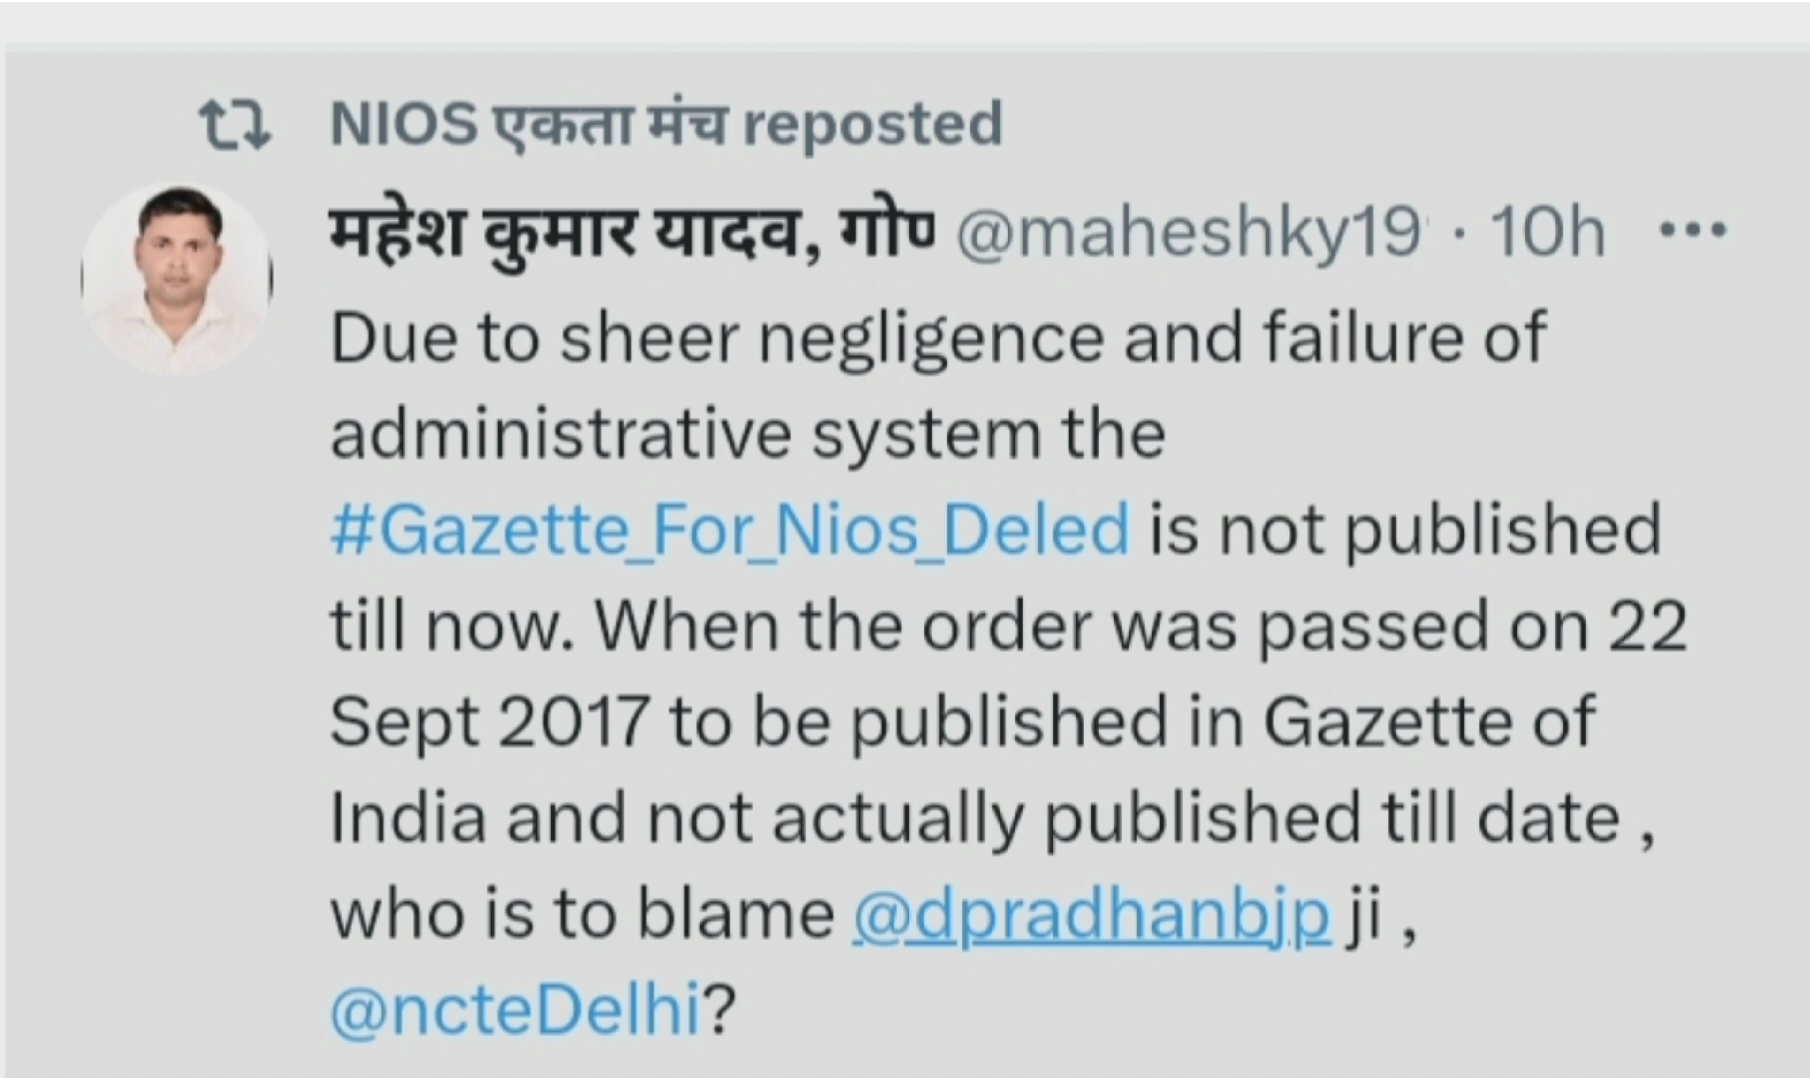 NIOS एकता मंच reposted
महेश कुमार यादव, गोप @maheshky19 · 10h
Due to sheer negligence and failure of
administrative system the
#Gazette_For_Nios_Deled is not published
till now. When the order was passed on 22
Sept 2017 to be published in Gazette of
India and not actually published till date ,
who is to blame @dpradhanbjp ji ,
@ncteDelhi?